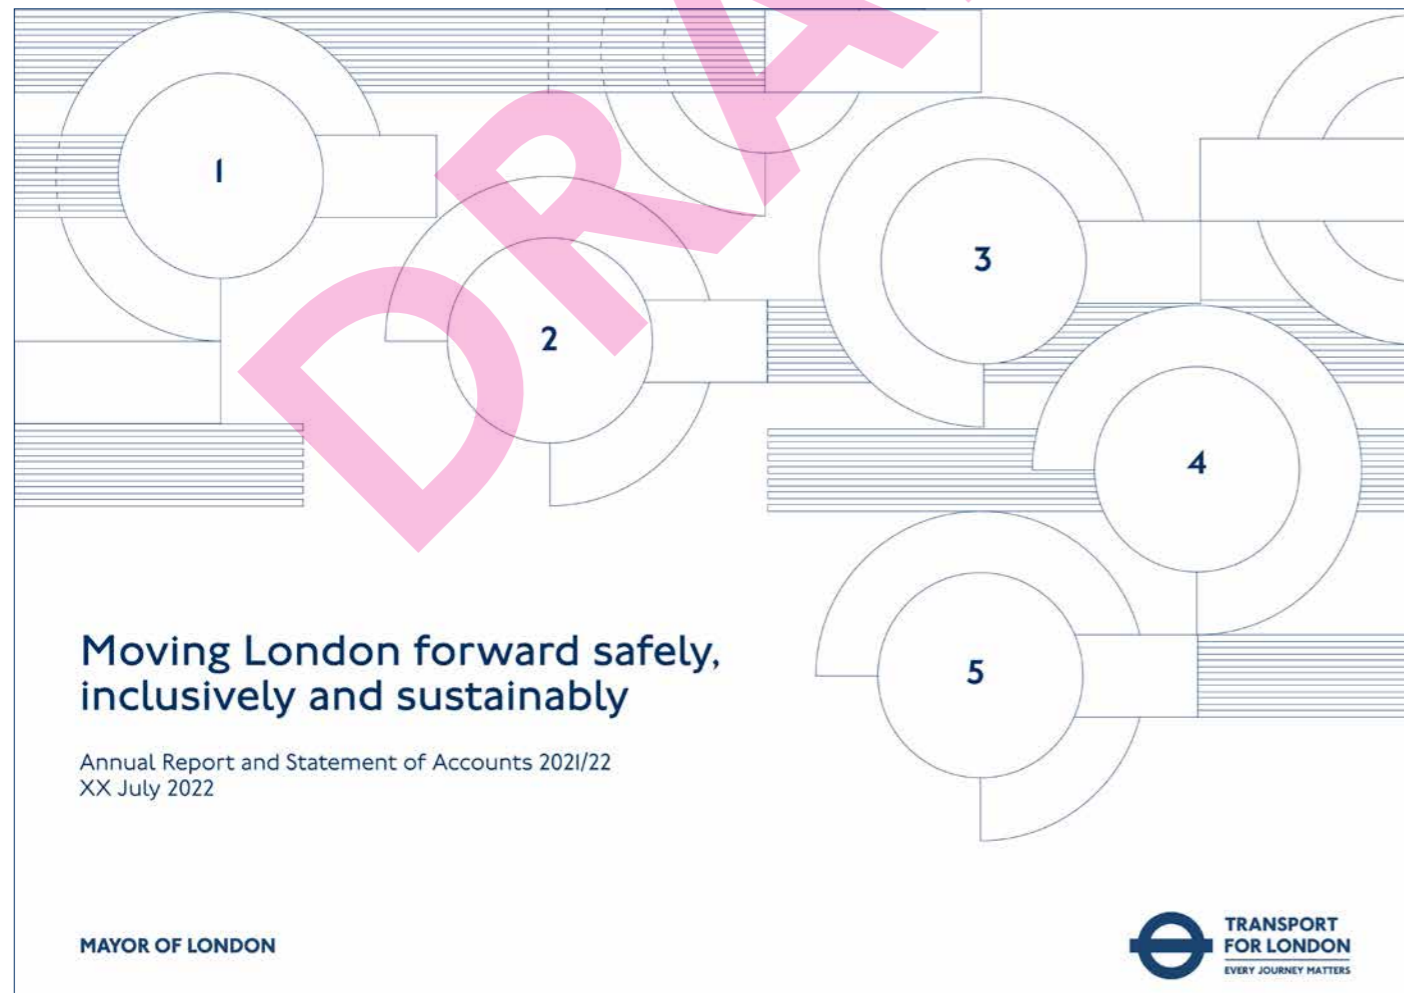 DRA
1
2
3
4
5
Moving London forward safely,
inclusively and sustainably
Annual Report and Statement of Accounts 2021/22
XX July 2022
MAYOR OF LONDON
TRANSPORT
FOR LONDON
EVERY JOURNEY MATTERS